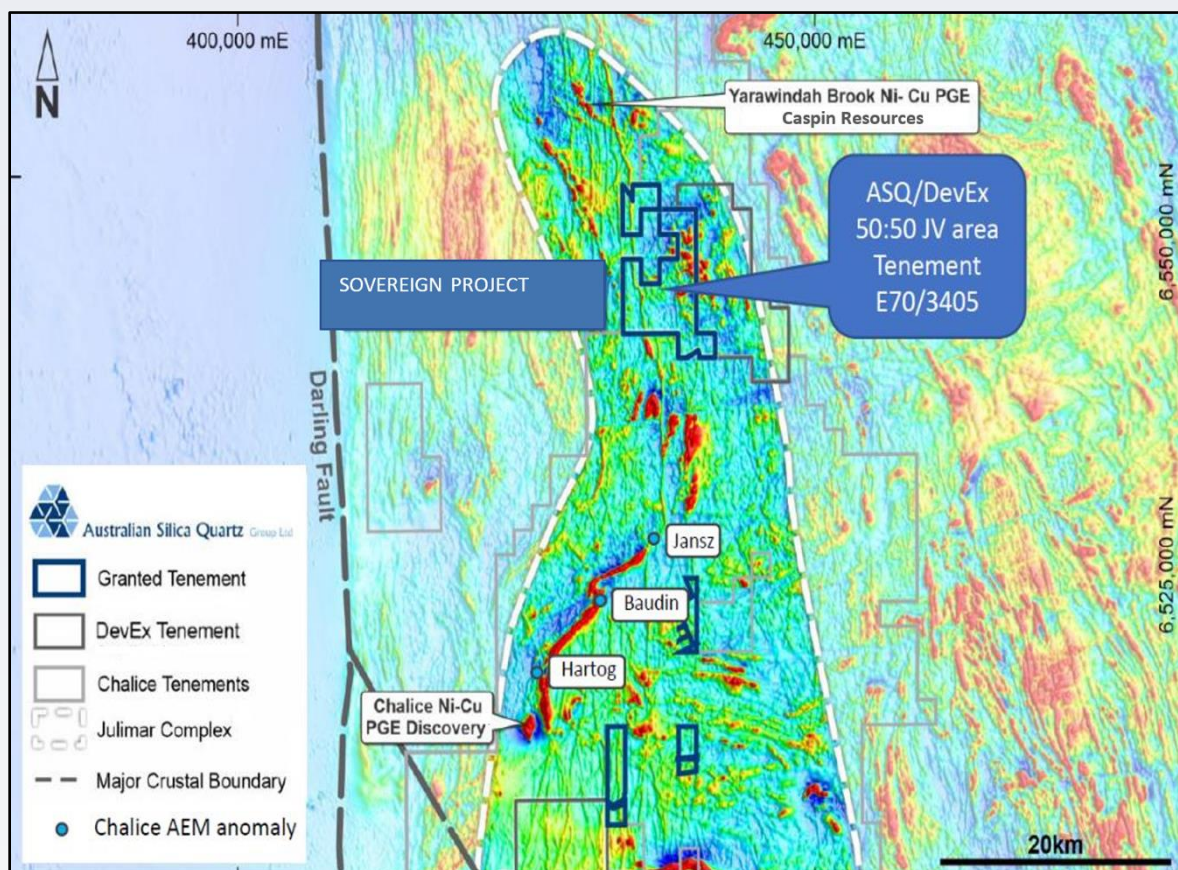 400,000 mE
450,000 mE
N
Yarawindah Brook Ni- Cu PGE
Caspin Resources
6,550,000 mN
ASQ/DevEx
50:50 JV area
Tenement
E70/3405
SOVEREIGN PROJECT
Darling Fault
6,525,000 mN
Jansz
Baudin
Hartog
Chalice Ni-Cu
PGE Discovery
Australian Silica Quartz Group Ltd
Granted Tenement
DevEx Tenement
Chalice Tenements
Julimar Complex
Major Crustal Boundary
Chalice AEM anomaly
20km